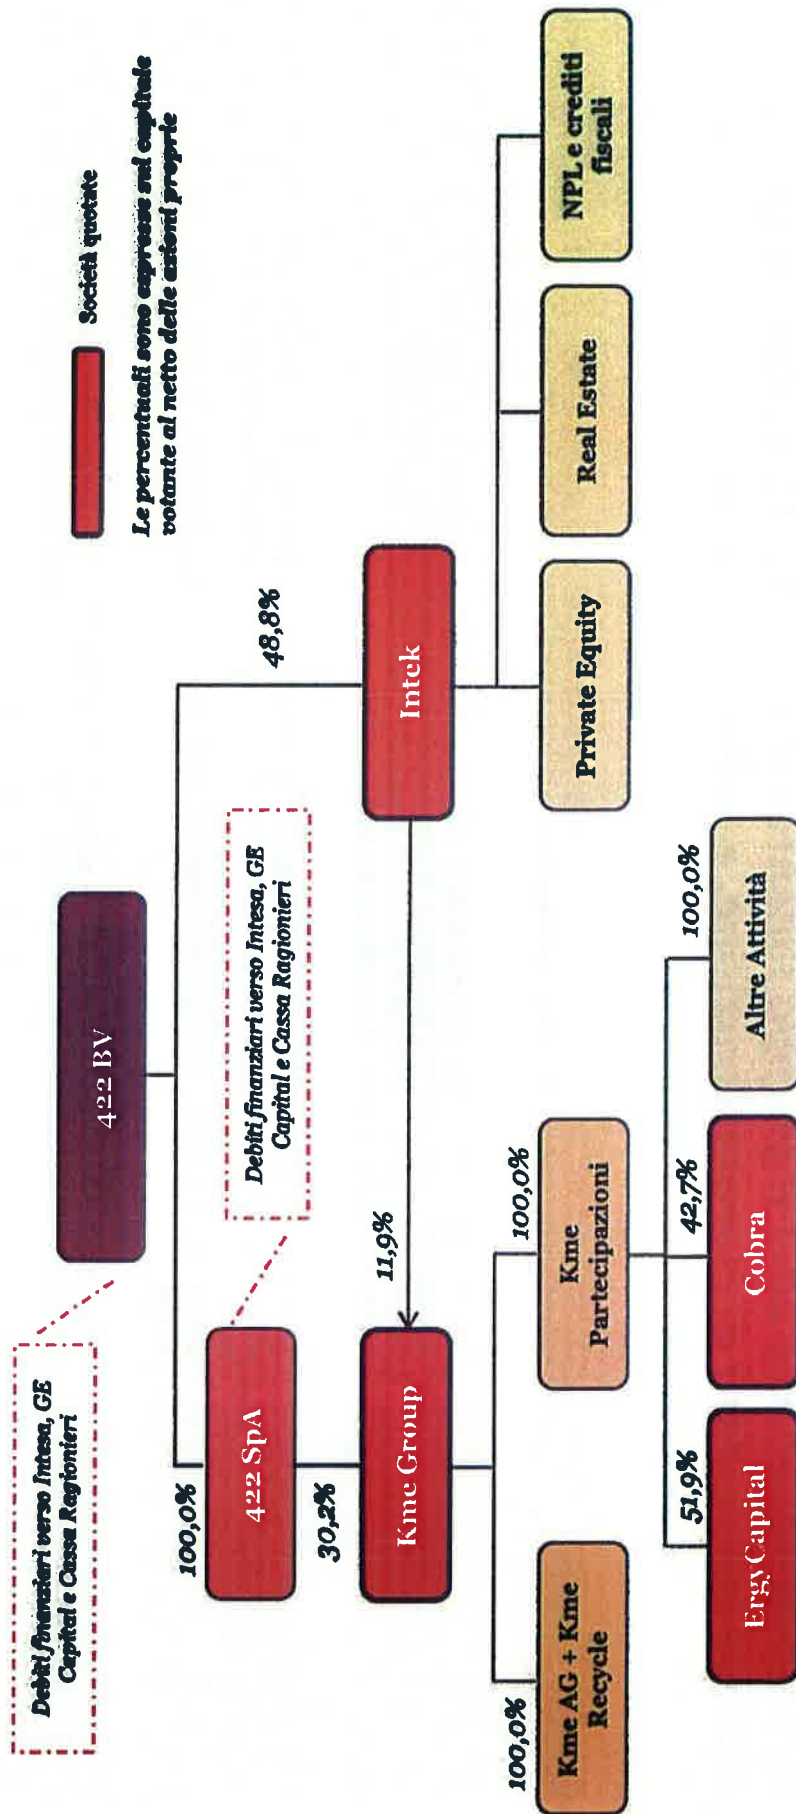 Debiti finanziari verso Intesa, GE
Capital e Cassa Ragionieri
422 BV
Società quotate
Le percentuali sono espresse sul capitale
votante al netto delle azioni proprie
100,0%
48,8%
422 SpA
Debiti finanziari verso Intesa, GE
Capital e Cassa Ragionieri
30,2%
Kme Group
11,9%
Intek
100,0%
Kme AG + Kme
Recycle
100,0%
Kme
Partecipazioni
Private Equity
Real Estate
NPL e crediti
fiscali
51,9%
ErgyCapital
42,7%
Cobra
100,0%
Altre Attività